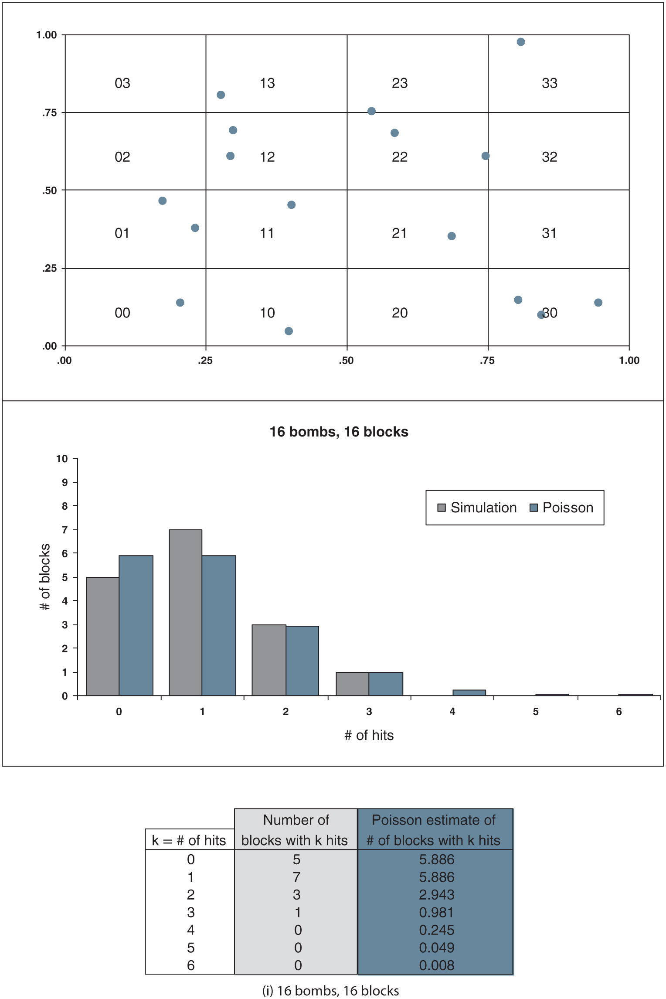 1.00
03 13 23 33
.75
02 12 22 32
.50
01 11 21 31
.25
00 10 20 30
.00
.00 .25 .50 .75 1.00
16 bombs, 16 blocks
10
9
8
7
6
5
4
3
2
1
0
# of blocks
Simulation Poisson
0 1 2 3 4 5 6
# of hits
Number of Poisson estimate of
k = # of hits blocks with k hits # of blocks with k hits
0 5 5.886
1 7 5.886
2 3 2.943
3 1 0.981
4 0 0.245
5 0 0.049
6 0 0.008
(i) 16 bombs, 16 blocks